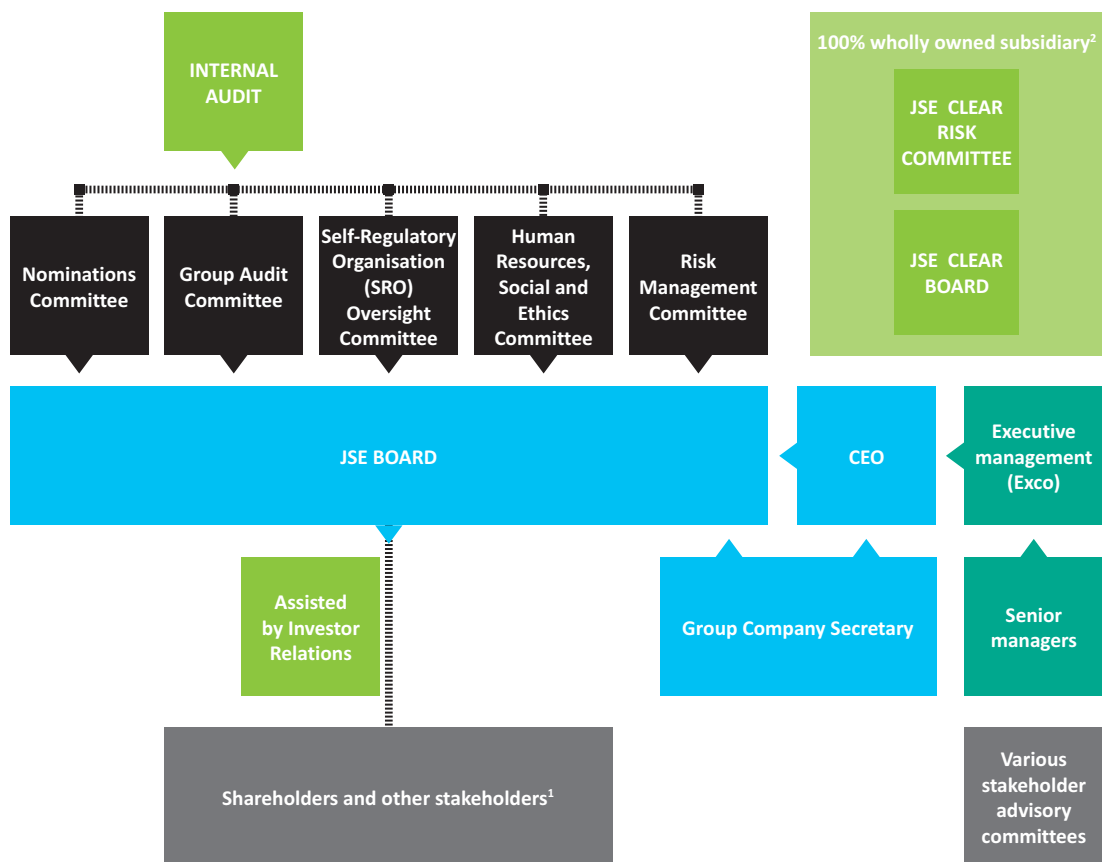 INTERNAL
AUDIT
100% wholly owned subsidiary²
JSE CLEAR
RISK
COMMITTEE
JSE CLEAR
BOARD
Nominations
Committee
Group Audit
Committee
Self-Regulatory
Organisation
(SRO)
Oversight
Committee
Human
Resources,
Social and
Ethics
Committee
Risk
Management
Committee
JSE BOARD
CEO
Executive
management
(Exco)
Assisted
by Investor
Relations
Group Company Secretary
Senior
managers
Shareholders and other stakeholders¹
Various
stakeholder
advisory
committees